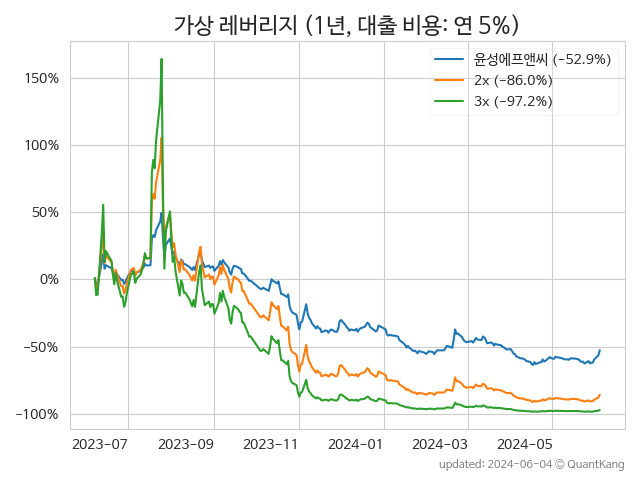 가상 레버리지 (1년, 대출 비용: 연 5%)
윤성에프앤씨 (−52.9%)
2x (−86.0%)
3x (−97.2%)
150%
100%
50%
0%
−50%
−100%
2023-07 2023-09 2023-11 2024-01 2024-03 2024-05
updated: 2024-06-04 © QuantKang